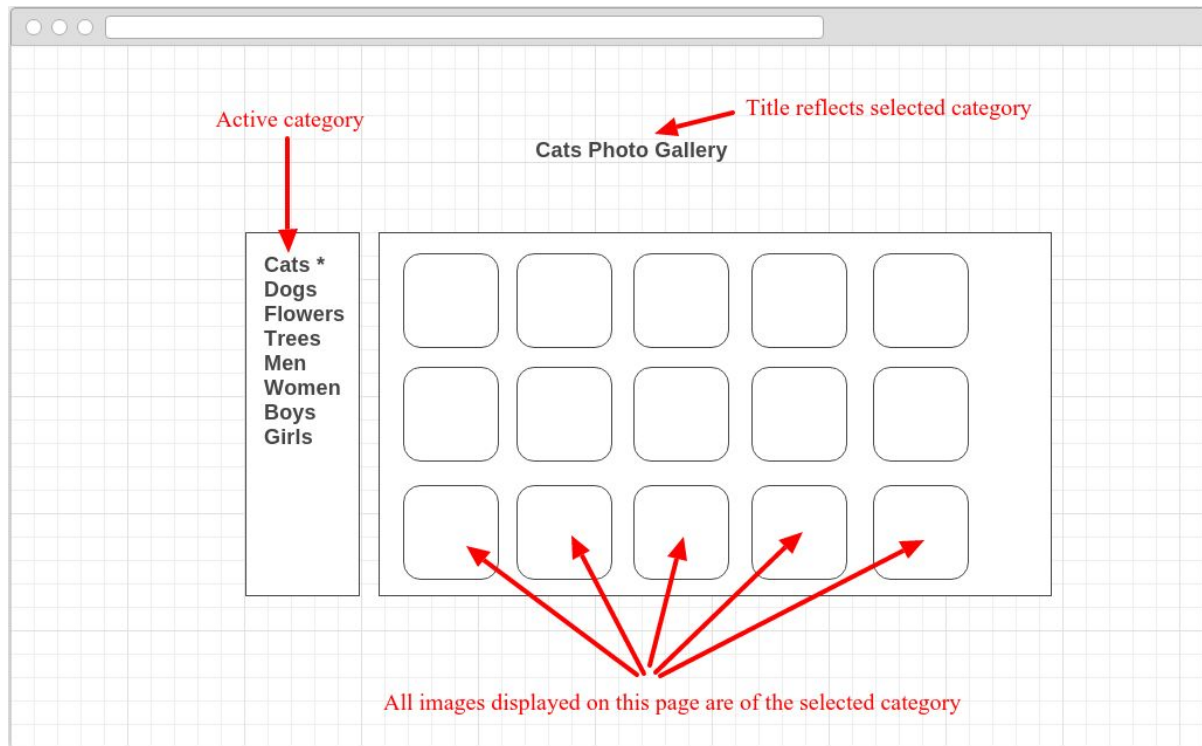 Active category
Title reflects selected category
Cats Photo Gallery
Cats *
Dogs
Flowers
Trees
Men
Women
Boys
Girls
All images displayed on this page are of the selected category